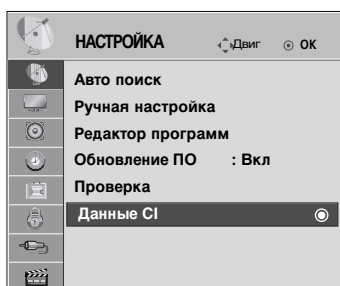 НАСТРОЙКА Двиг OK
Авто поиск
Ручная настройка
Редактор программ
Обновление ПО : Вкл
Проверка
Данные CI